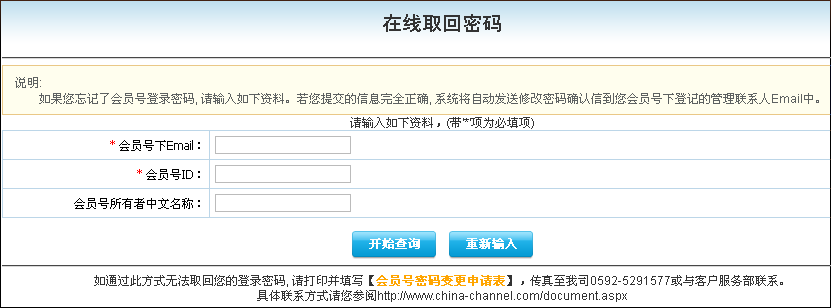 在线取回密码
说明:
如果您忘记了会员号登录密码, 请输入如下资料。若您提交的信息完全正确, 系统将自动发送修改密码确认信到您会员号下登记的管理联系人Email中。
请输入如下资料，(带'*'项为必填项)
* 会员号下Email：
* 会员号ID：
会员号所有者中文名称：
开始查询 重新输入
如通过此方式无法取回您的登录密码, 请打印并填写【会员号密码变更申请表】，传真至我司0592-5291577或与客户服务部联系。
具体联系方式请您参阅http://www.china-channel.com/document.aspx